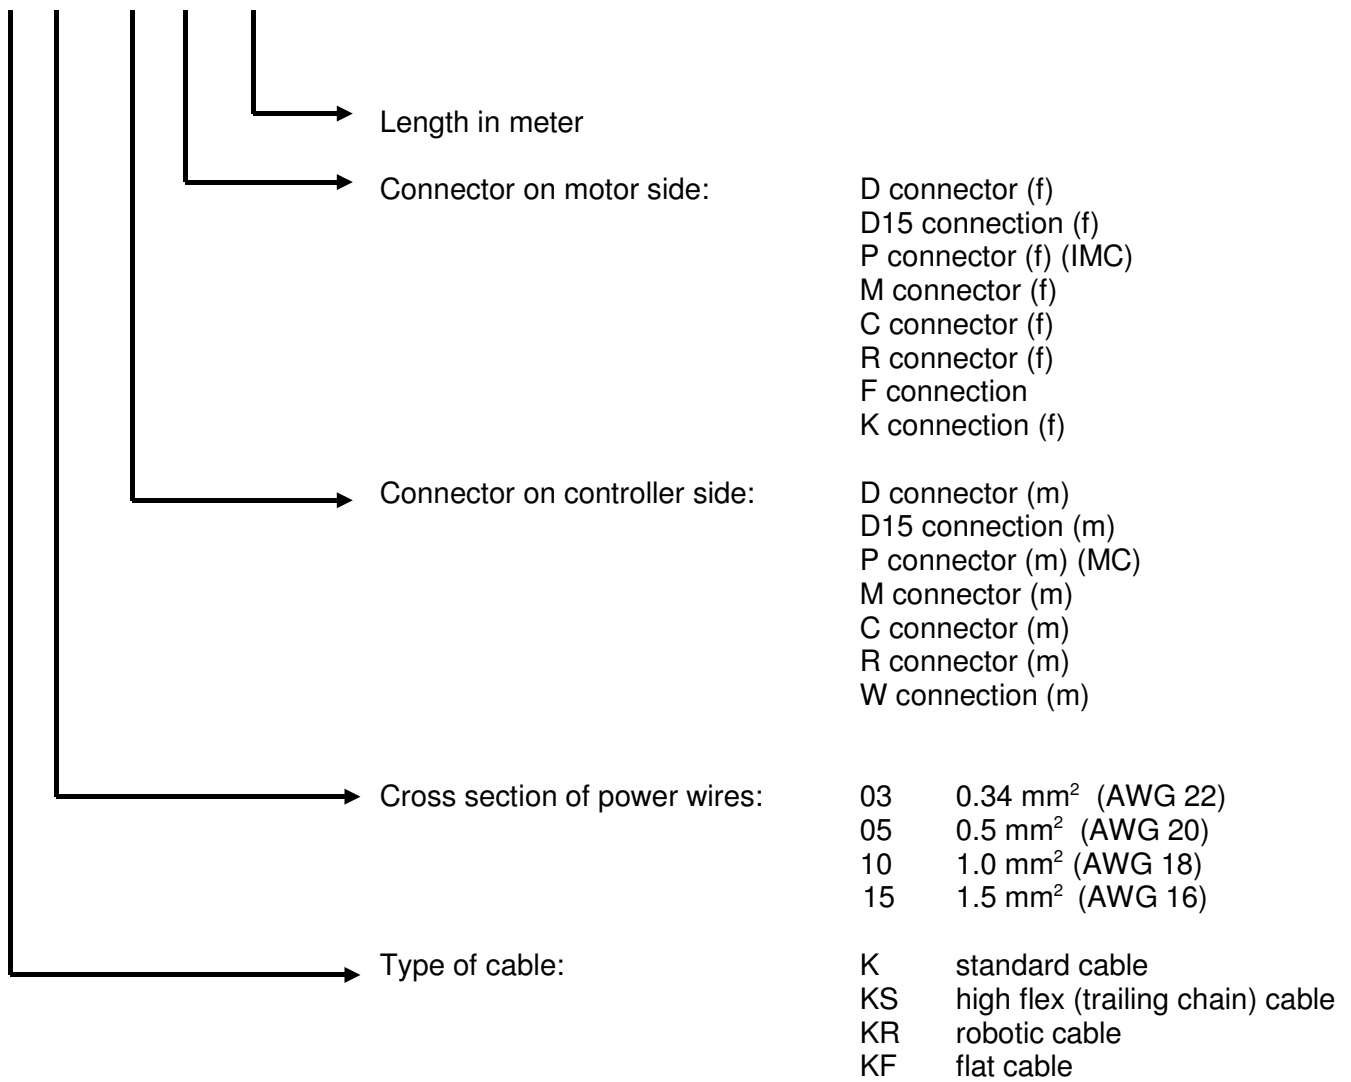 Length in meter
Connector on motor side: D connector (f)
D15 connection (f)
P connector (f) (IMC)
M connector (f)
C connector (f)
R connector (f)
F connection
K connection (f)
Connector on controller side: D connector (m)
D15 connection (m)
P connector (m) (MC)
M connector (m)
C connector (m)
R connector (m)
W connection (m)
Cross section of power wires: 03 0.34 mm² (AWG 22)
05 0.5 mm² (AWG 20)
10 1.0 mm² (AWG 18)
15 1.5 mm² (AWG 16)
Type of cable: K standard cable
KS high flex (trailing chain) cable
KR robotic cable
KF flat cable